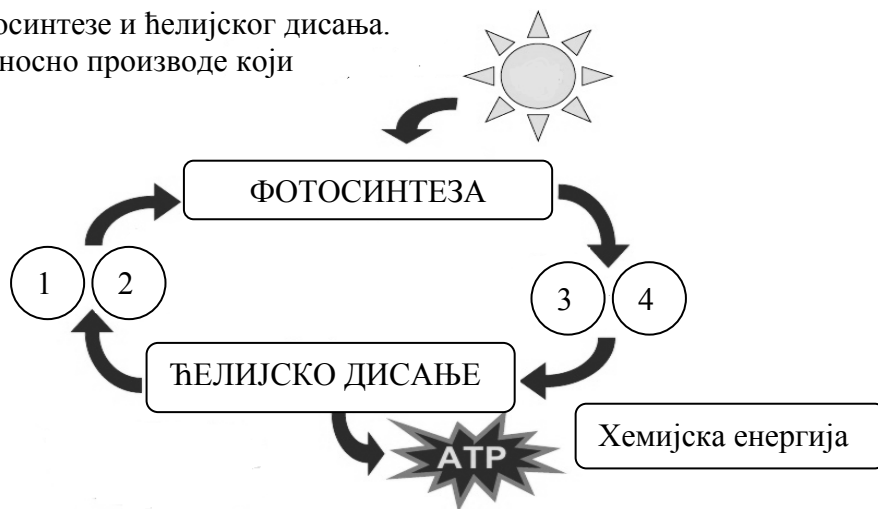 осинтезе и ћелијског дисања.
носно производе који
ФОТОСИНТЕЗА
1 2
3 4
ЋЕЛИЈСКО ДИСАЊЕ
Хемијска енергија
ATP